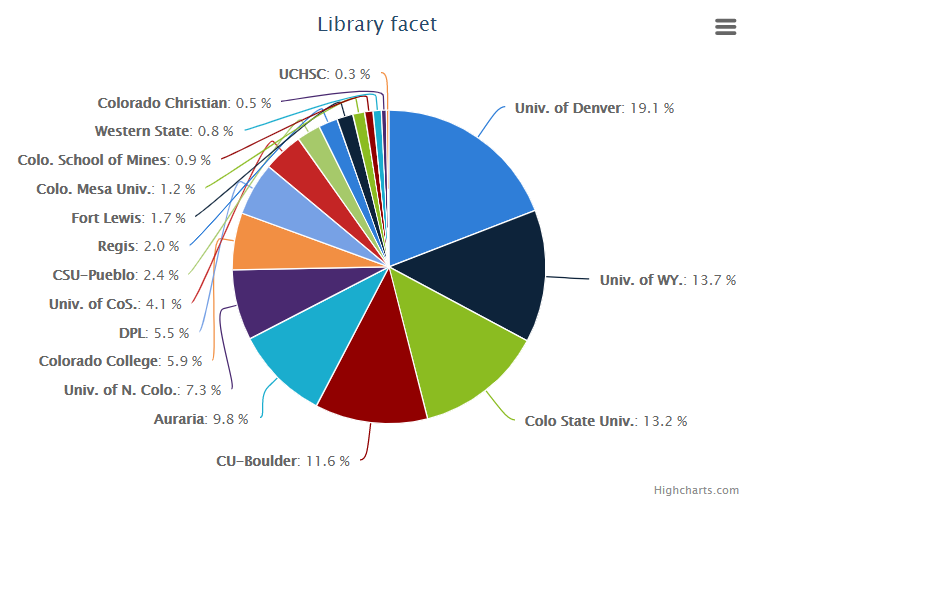 Library facet
UCHSC: 0.3 %
Colorado Christian: 0.5 %
Univ. of Denver: 19.1 %
Western State: 0.8 %
Colo. School of Mines: 0.9 %
Colo. Mesa Univ.: 1.2 %
Fort Lewis: 1.7 %
Regis: 2.0 %
CSU-Pueblo: 2.4 %
Univ. of WY.: 13.7 %
Univ. of CoS.: 4.1 %
DPL: 5.5 %
Colorado College: 5.9 %
Univ. of N. Colo.: 7.3 %
Auraria: 9.8 %
Colo State Univ.: 13.2 %
CU-Boulder: 11.6 %
Highcharts.com